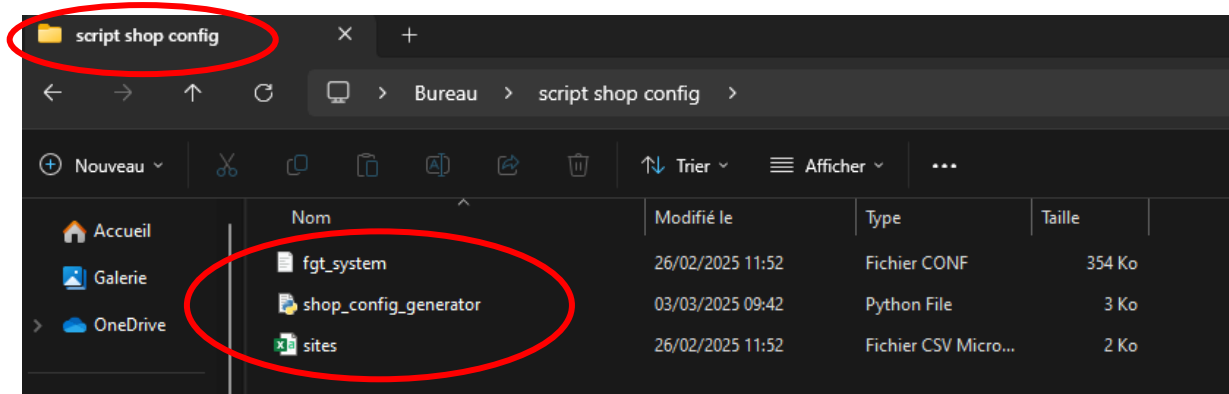 script shop config
Bureau > script shop config >
Nouveau Trier Afficher
Nom Modifié le Type Taille
Accueil
Galerie
OneDrive
fgt_system 26/02/2025 11:52 Fichier CONF 354 Ko
shop_config_generator 03/03/2025 09:42 Python File 3 Ko
sites 26/02/2025 11:52 Fichier CSV Micro... 2 Ko